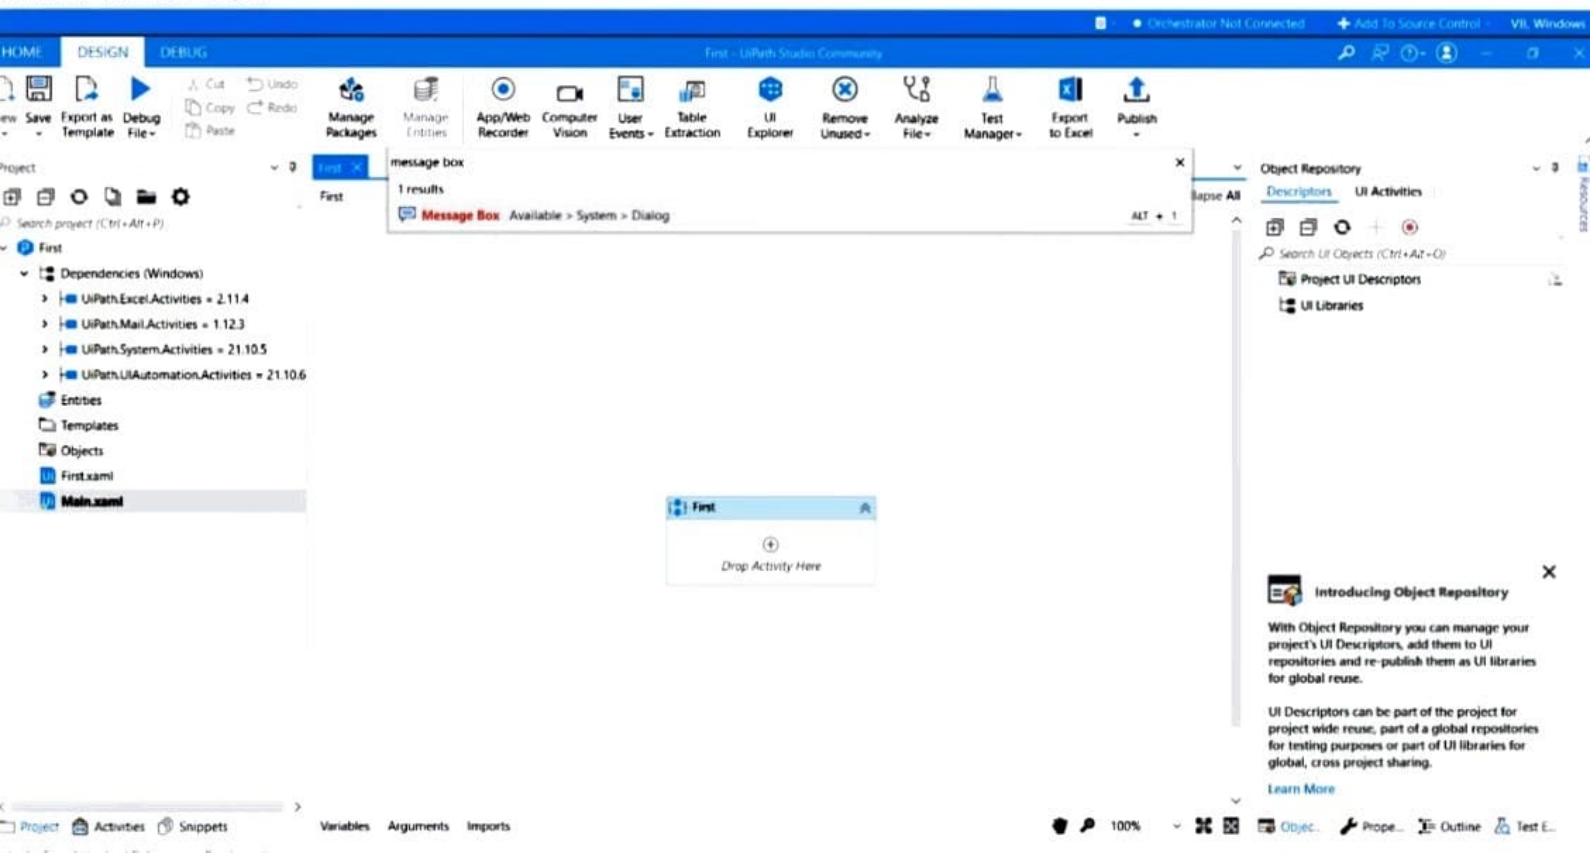 Orchestrator Not Connected
Add To Source Control
VII, Windows
HOME
DESIGN
DEBUG
First - UiPath Studio Community
Save
Export as Template
Debug File
Cut
Copy
Paste
Undo
Redo
Manage Packages
Manage Entities
App/Web Recorder
Computer Vision
User Events
Table Extraction
UI Explorer
Remove Unused
Analyze File
Test Manager
Export to Excel
Publish
Project
Search project (Ctrl+Alt+P)
First
Dependencies (Windows)
UiPath.Excel.Activities = 2.11.4
UiPath.Mail.Activities = 1.12.3
UiPath.System.Activities = 21.10.5
UiPath.UIAutomation.Activities = 21.10.6
Entities
Templates
Objects
First.xaml
Main.xaml
First
First
lapse All
message box
1 results
Message Box Available > System > Dialog
ALT + 1
First
Drop Activity Here
Object Repository
Descriptors
UI Activities
Search UI Objects (Ctrl+Alt+O)
Project UI Descriptors
UI Libraries
Resources
Introducing Object Repository
With Object Repository you can manage your
project's UI Descriptors, add them to UI
repositories and re-publish them as UI libraries
for global reuse.
UI Descriptors can be part of the project for
project wide reuse, part of a global repositories
for testing purposes or part of UI libraries for
global, cross project sharing.
Learn More
Project
Activities
Snippets
Variables
Arguments
Imports
100%
Objec...
Prope...
Outline
Test E...